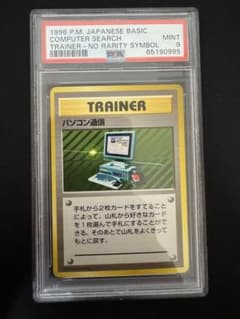 1996 P.M. JAPANESE BASIC
COMPUTER SEARCH MINT
TRAINER-NO RARITY SYMBOL 9
PSA 65190995
TRAINER
パソコン通信
手札から2枚カードをすてること
によって、山札から好きなカード
を1枚選んで手札にすることがで
きる。そのあとで山札をよくきっ
てもとに戻す。